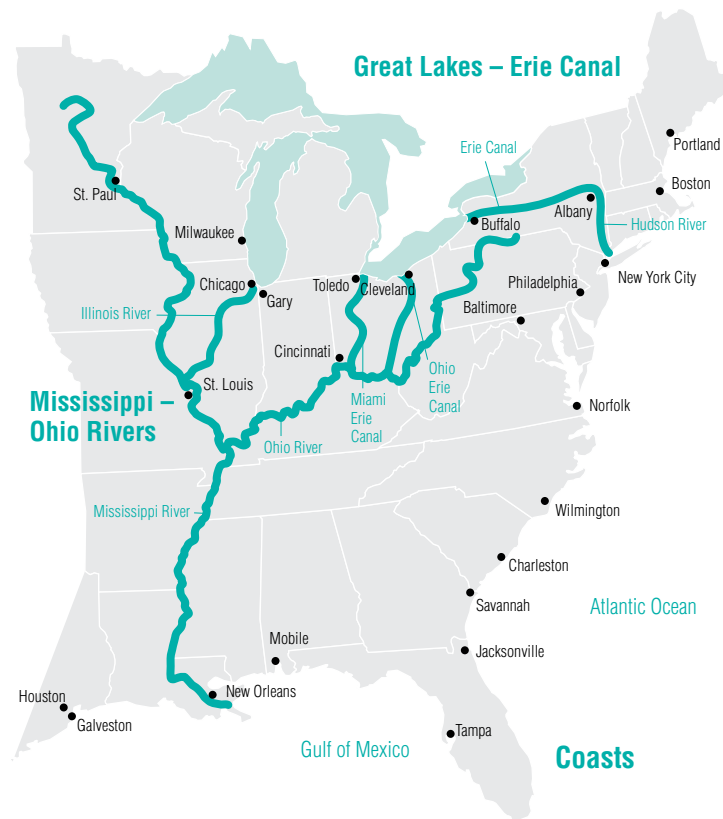 Great Lakes – Erie Canal
Portland
Erie Canal
St. Paul
Boston
Albany
Buffalo
Hudson River
Milwaukee
New York City
Chicago
Toledo
Cleveland
Philadelphia
Gary
Baltimore
Illinois River
Cincinnati
Ohio
Erie
Canal
St. Louis
Mississippi –
Ohio Rivers
Miami
Erie
Canal
Norfolk
Ohio River
Mississippi River
Wilmington
Charleston
Savannah
Atlantic Ocean
Mobile
Jacksonville
New Orleans
Houston
Galveston
Tampa
Gulf of Mexico
Coasts